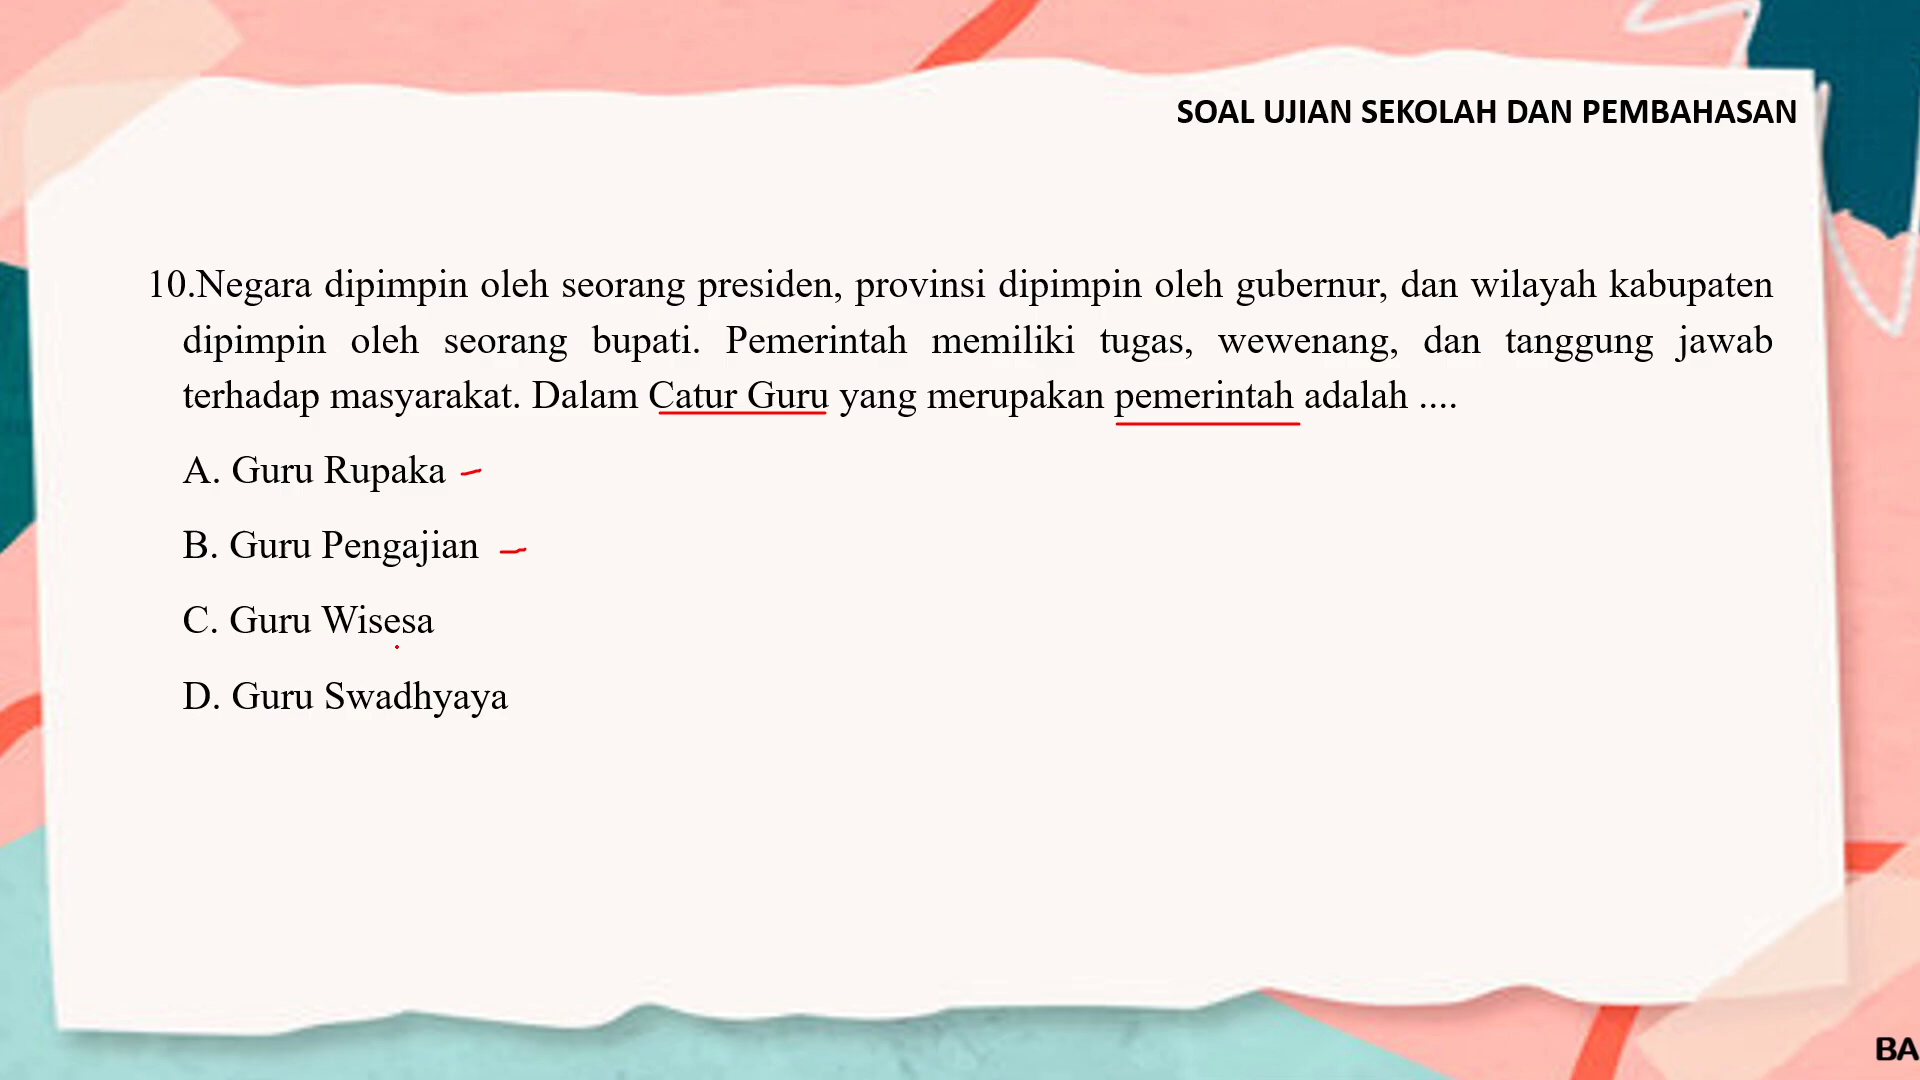 SOAL UJIAN SEKOLAH DAN PEMBAHASAN
10.Negara dipimpin oleh seorang presiden, provinsi dipimpin oleh gubernur, dan wilayah kabupaten
dipimpin oleh seorang bupati. Pemerintah memiliki tugas, wewenang, dan tanggung jawab
terhadap masyarakat. Dalam Catur Guru yang merupakan pemerintah adalah ....
A. Guru Rupaka
B. Guru Pengajian
C. Guru Wisesa
D. Guru Swadhyaya
BA